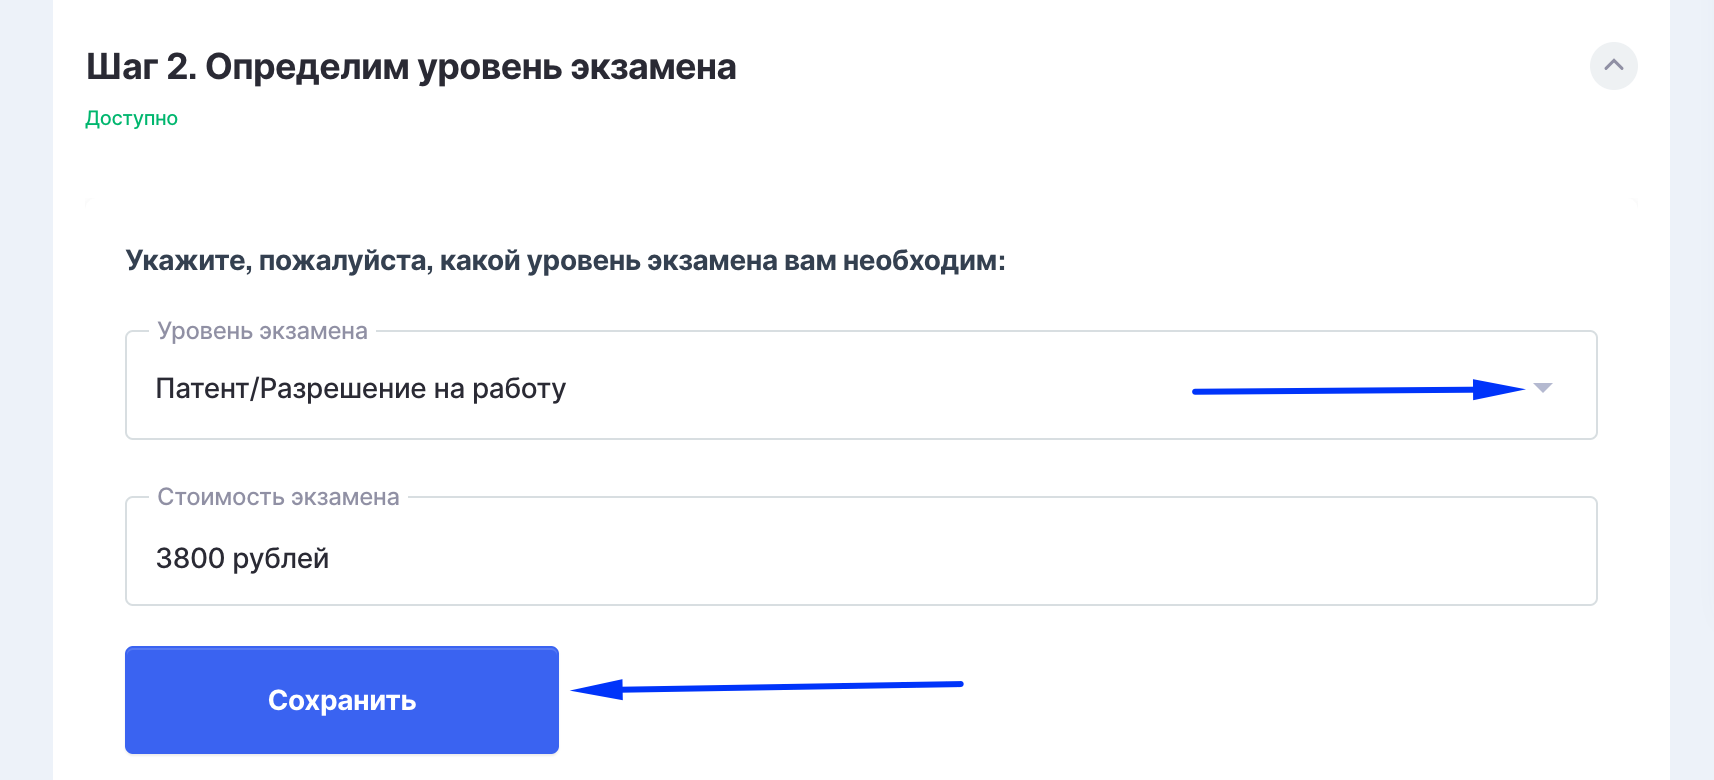 Шаг 2. Определим уровень экзамена
Доступно
Укажите, пожалуйста, какой уровень экзамена вам необходим:
Уровень экзамена
Патент/Разрешение на работу
Стоимость экзамена
3800 рублей
Сохранить